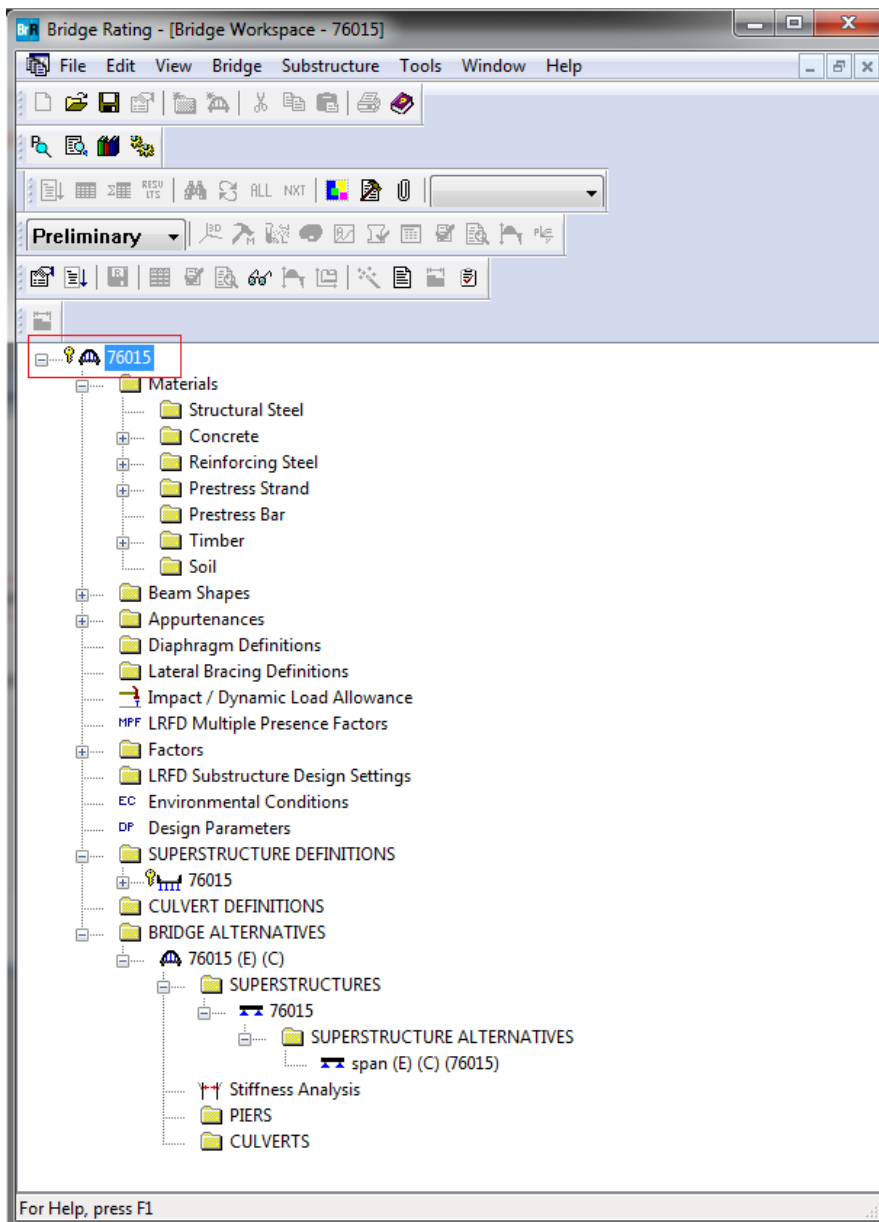 BrR Bridge Rating - [Bridge Workspace - 76015]
File Edit View Bridge Substructure Tools Window Help
RESU LTS ALL NXT
Preliminary
76015
Materials
Structural Steel
Concrete
Reinforcing Steel
Prestress Strand
Prestress Bar
Timber
Soil
Beam Shapes
Appurtenances
Diaphragm Definitions
Lateral Bracing Definitions
Impact / Dynamic Load Allowance
MPF LRFD Multiple Presence Factors
Factors
LRFD Substructure Design Settings
EC Environmental Conditions
DP Design Parameters
SUPERSTRUCTURE DEFINITIONS
76015
CULVERT DEFINITIONS
BRIDGE ALTERNATIVES
76015 (E) (C)
SUPERSTRUCTURES
76015
SUPERSTRUCTURE ALTERNATIVES
span (E) (C) (76015)
Stiffness Analysis
PIERS
CULVERTS
For Help, press F1